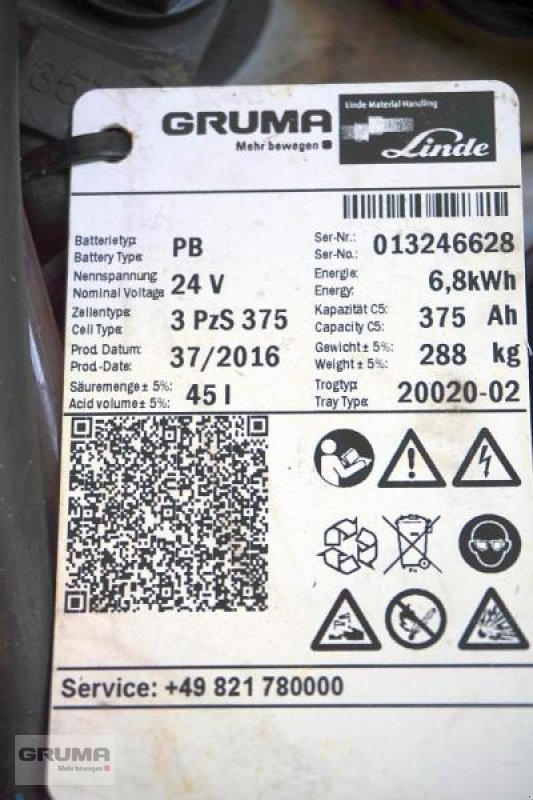 357
GRUMA
Mehr bewegen
Linde Material Handling
Linde
Batterietyp:
Battery Type:
PB
Ser-Nr.:
Ser-No.:
013246628
Nennspannung:
Nominal Voltage
24 V
Energie:
Energy:
6,8kWh
Zellentype:
Cell Type:
3 PzS 375
Kapazität C5:
Capacity C5:
375 Ah
Prod. Datum:
Prod.-Date:
37/2016
Gewicht ± 5%:
Weight ± 5%:
288 kg
Säuremenge ± 5%:
Acid volume ± 5%:
45 l
Trogtyp:
Tray Type:
20020-02
Pb
Service: +49 821 780000
GRUMA
Mehr bewegen